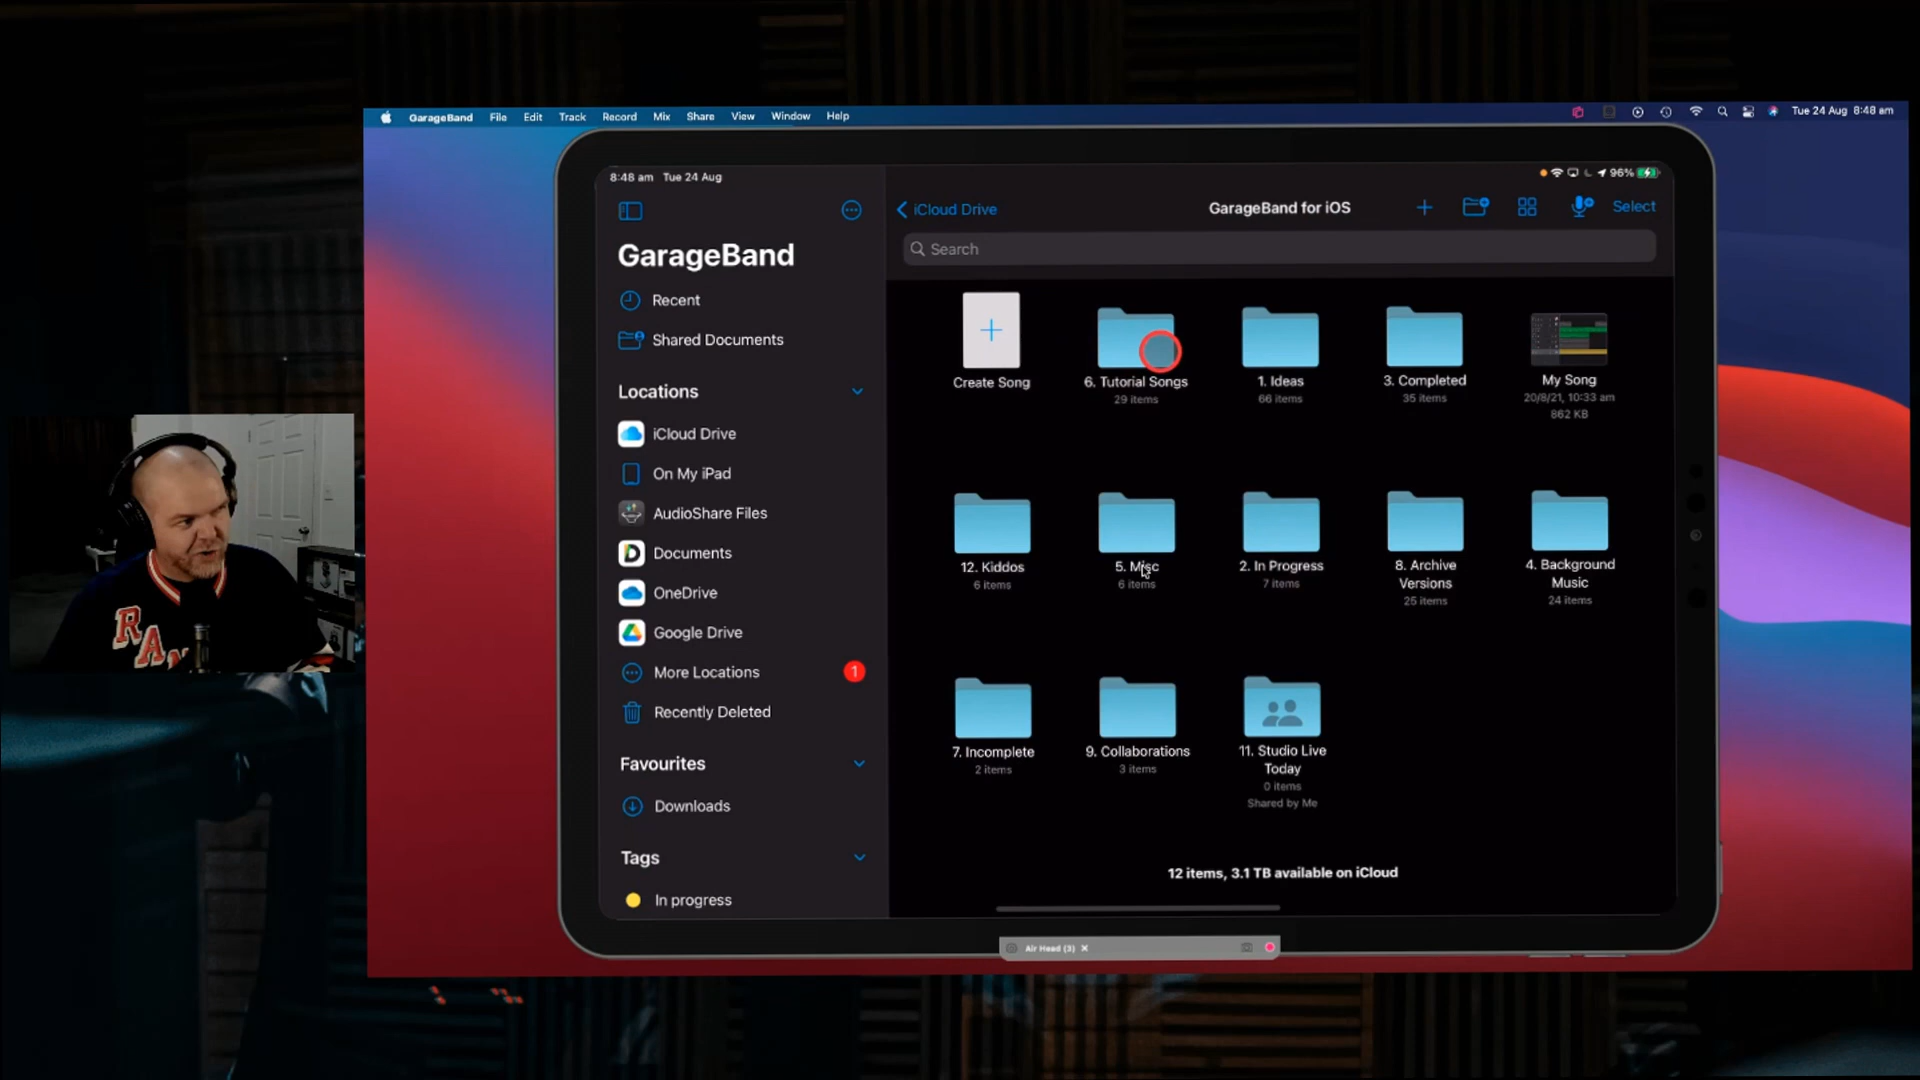 GarageBand File Edit Track Record Mix Share View Window Help
Tue 24 Aug 8:48 am
8:48 am Tue 24 Aug
96%
iCloud Drive
GarageBand for iOS
Select
Search
GarageBand
Recent
Shared Documents
Locations
iCloud Drive
On My iPad
AudioShare Files
Documents
OneDrive
Google Drive
More Locations
1
Recently Deleted
Favourites
Downloads
Tags
In progress
Create Song
6. Tutorial Songs
29 items
1. Ideas
66 items
3. Completed
35 items
My Song
20/8/21, 10:33 am
862 KB
12. Kiddos
6 items
5. Misc
6 items
2. In Progress
7 items
8. Archive
Versions
25 items
4. Background
Music
24 items
7. Incomplete
2 items
9. Collaborations
3 items
11. Studio Live
Today
0 items
Shared by Me
12 items, 3.1 TB available on iCloud
Air Head (3)
RAN